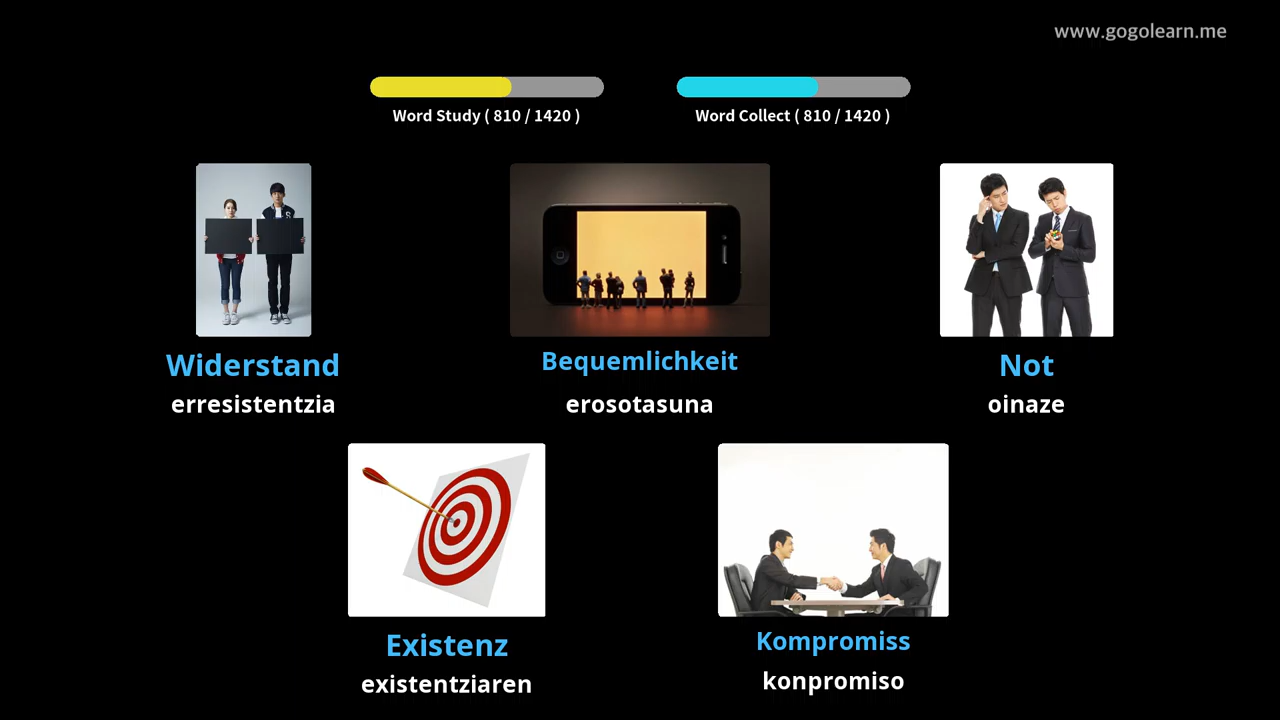 www.gogolearn.me
Word Study ( 810 / 1420 )
Word Collect ( 810 / 1420 )
Widerstand
erresistentzia
Bequemlichkeit
erosotasuna
Not
oinaze
Existenz
existentziaren
Kompromiss
konpromiso